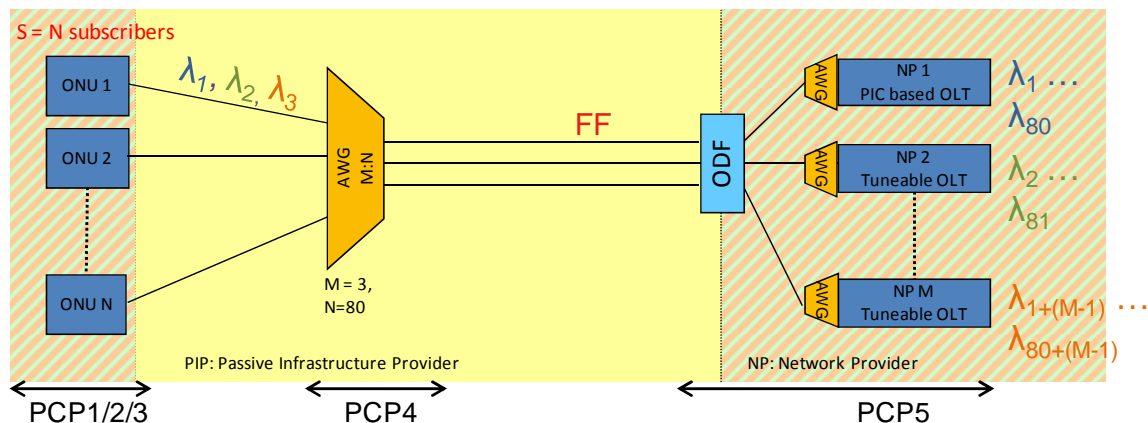 S = N subscribers
ONU 1
ONU 2
ONU N
λ1, λ2, λ3
AWG
M:N
M = 3,
N=80
FF
ODF
AWG
NP 1
PIC based OLT
λ1 ...
λ80
AWG
NP 2
Tuneable OLT
λ2 ...
λ81
AWG
NP M
Tuneable OLT
λ1+(M-1) ...
λ80+(M-1)
PIP: Passive Infrastructure Provider
NP: Network Provider
PCP1/2/3
PCP4
PCP5